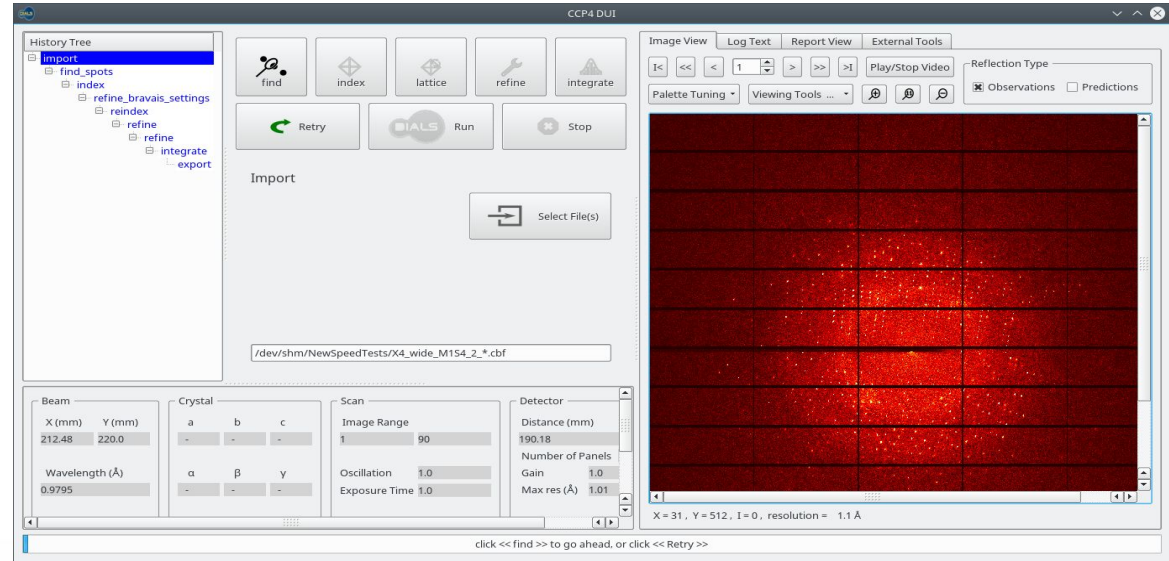 CCP4 DUI
History Tree
import
find_spots
index
refine_bravais_settings
reindex
refine
refine
integrate
export
find
index
lattice
refine
integrate
Retry
DIALS
Run
Stop
Import
Select File(s)
/dev/shm/NewSpeedTests/X4_wide_M1S4_2_*.cbf
Image View
Log Text
Report View
External Tools
I<
<<
<
1
>
>>
>I
Play/Stop Video
Reflection Type
Observations
Predictions
Palette Tuning
Viewing Tools ...
X = 31 , Y = 512 , I = 0 , resolution = 1.1 Å
Beam
X (mm) Y (mm)
212.48 220.0
Wavelength (Å)
0.9795
Crystal
a b c
- - -
α β γ
- - -
Scan
Image Range
1 90
Oscillation 1.0
Exposure Time 1.0
Detector
Distance (mm)
190.18
Number of Panels
Gain 1.0
Max res (Å) 1.01
click << find >> to go ahead, or click << Retry >>